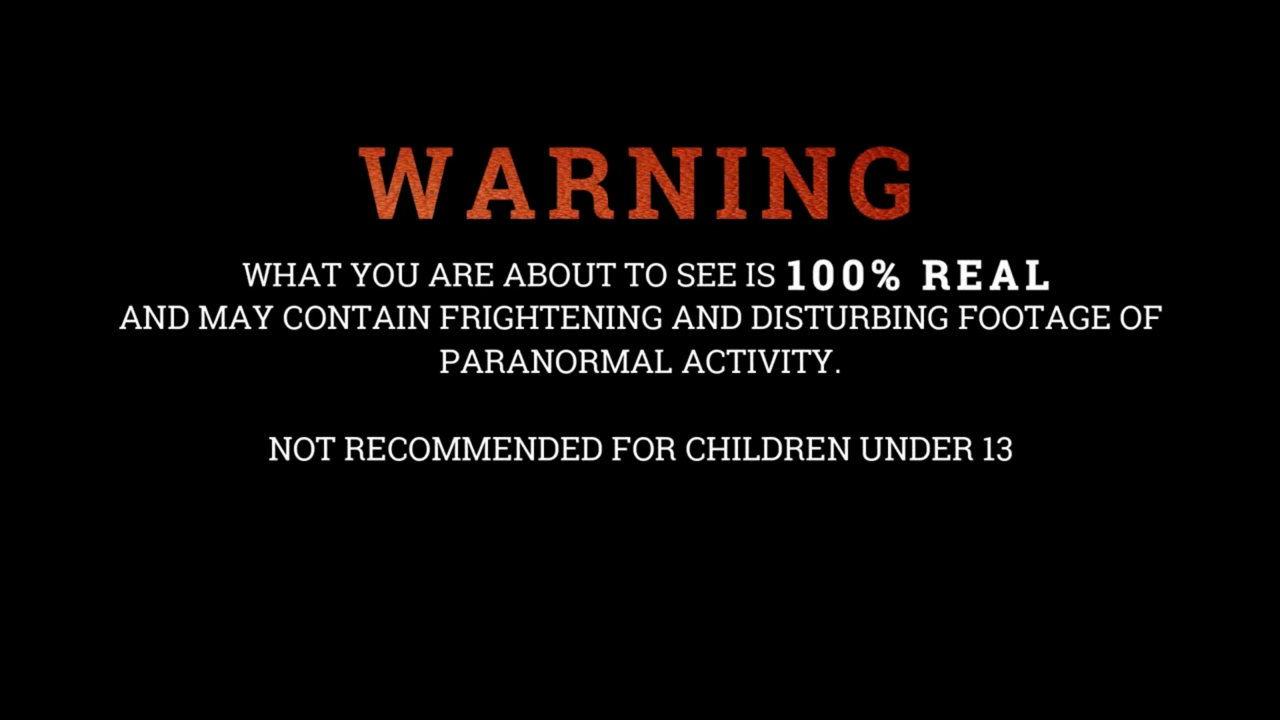 WARNING
WHAT YOU ARE ABOUT TO SEE IS 100% REAL
AND MAY CONTAIN FRIGHTENING AND DISTURBING FOOTAGE OF
PARANORMAL ACTIVITY.
NOT RECOMMENDED FOR CHILDREN UNDER 13